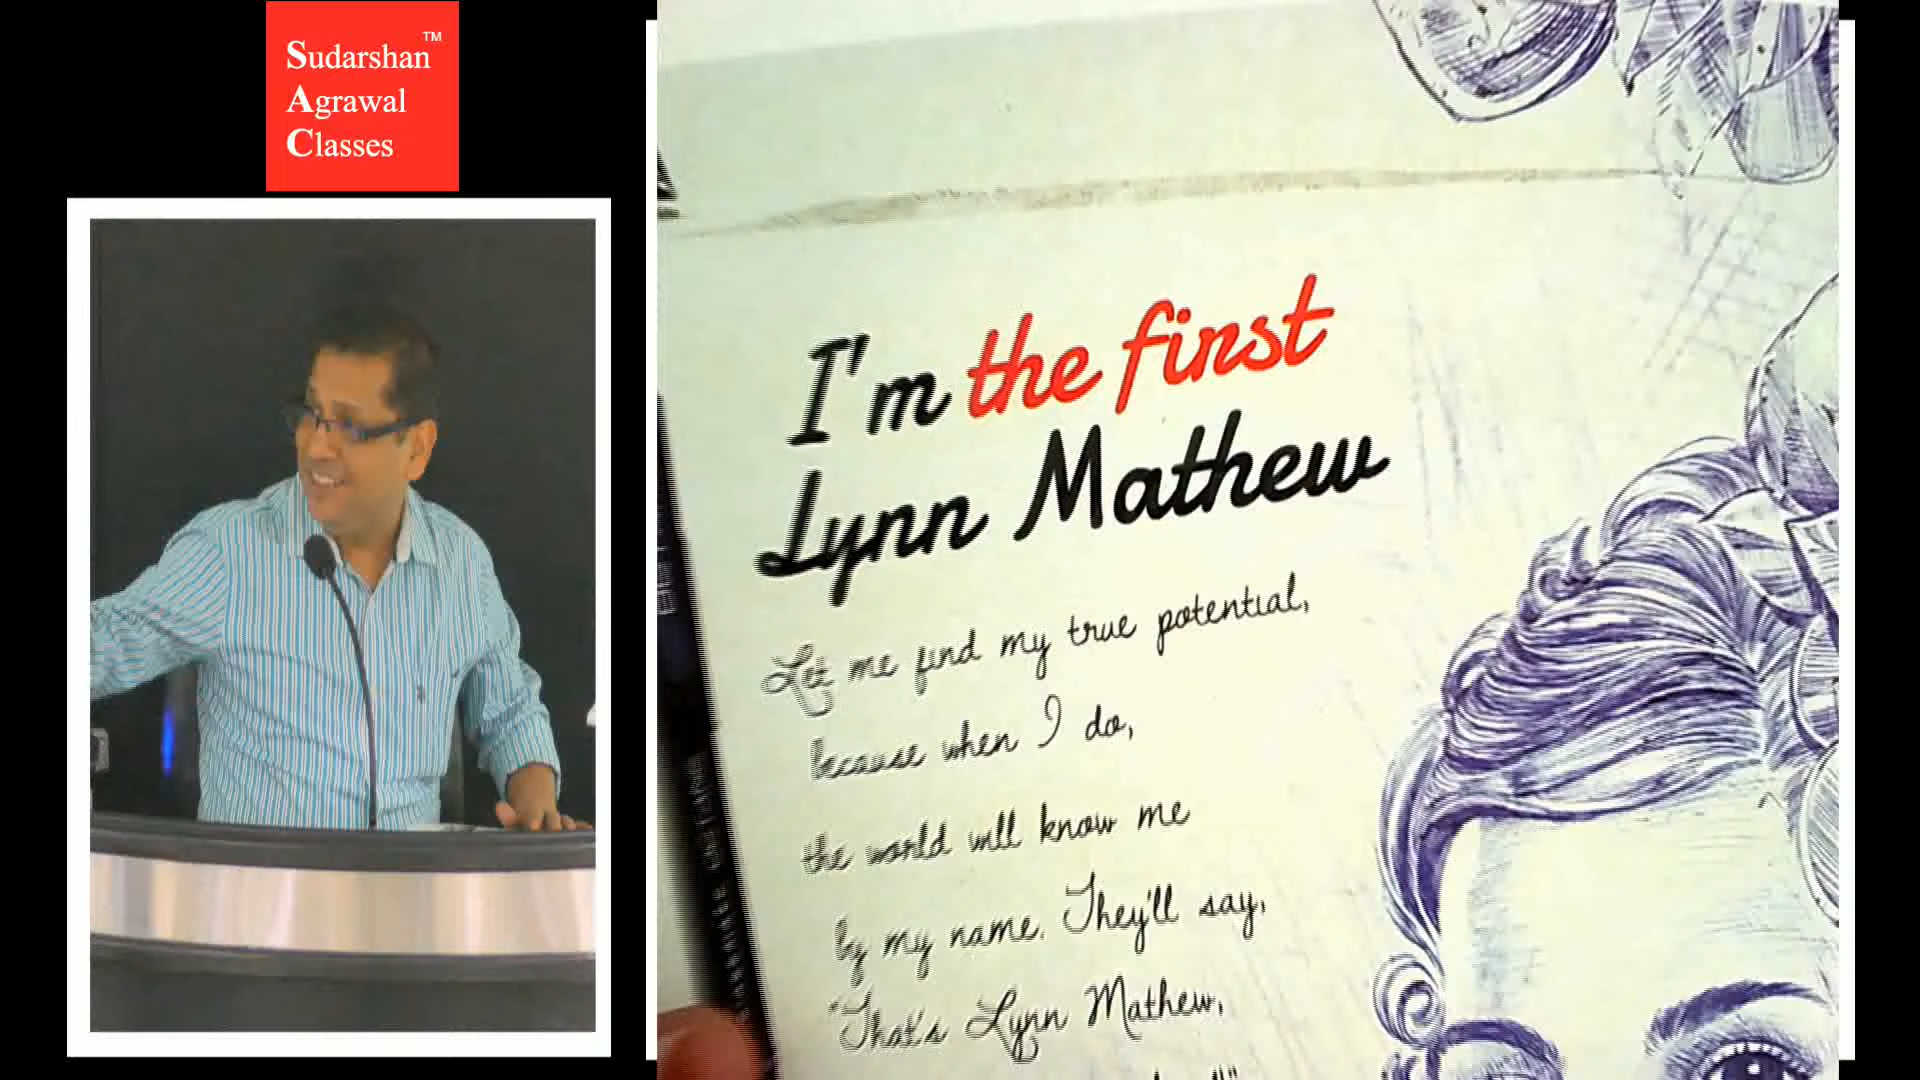 Sudarshan™
Agrawal
Classes
I'm the first
Lynn Mathew
Let me find my true potential,
because when I do,
the world will know me
by my name. They'll say,
"That's Lynn Mathew,